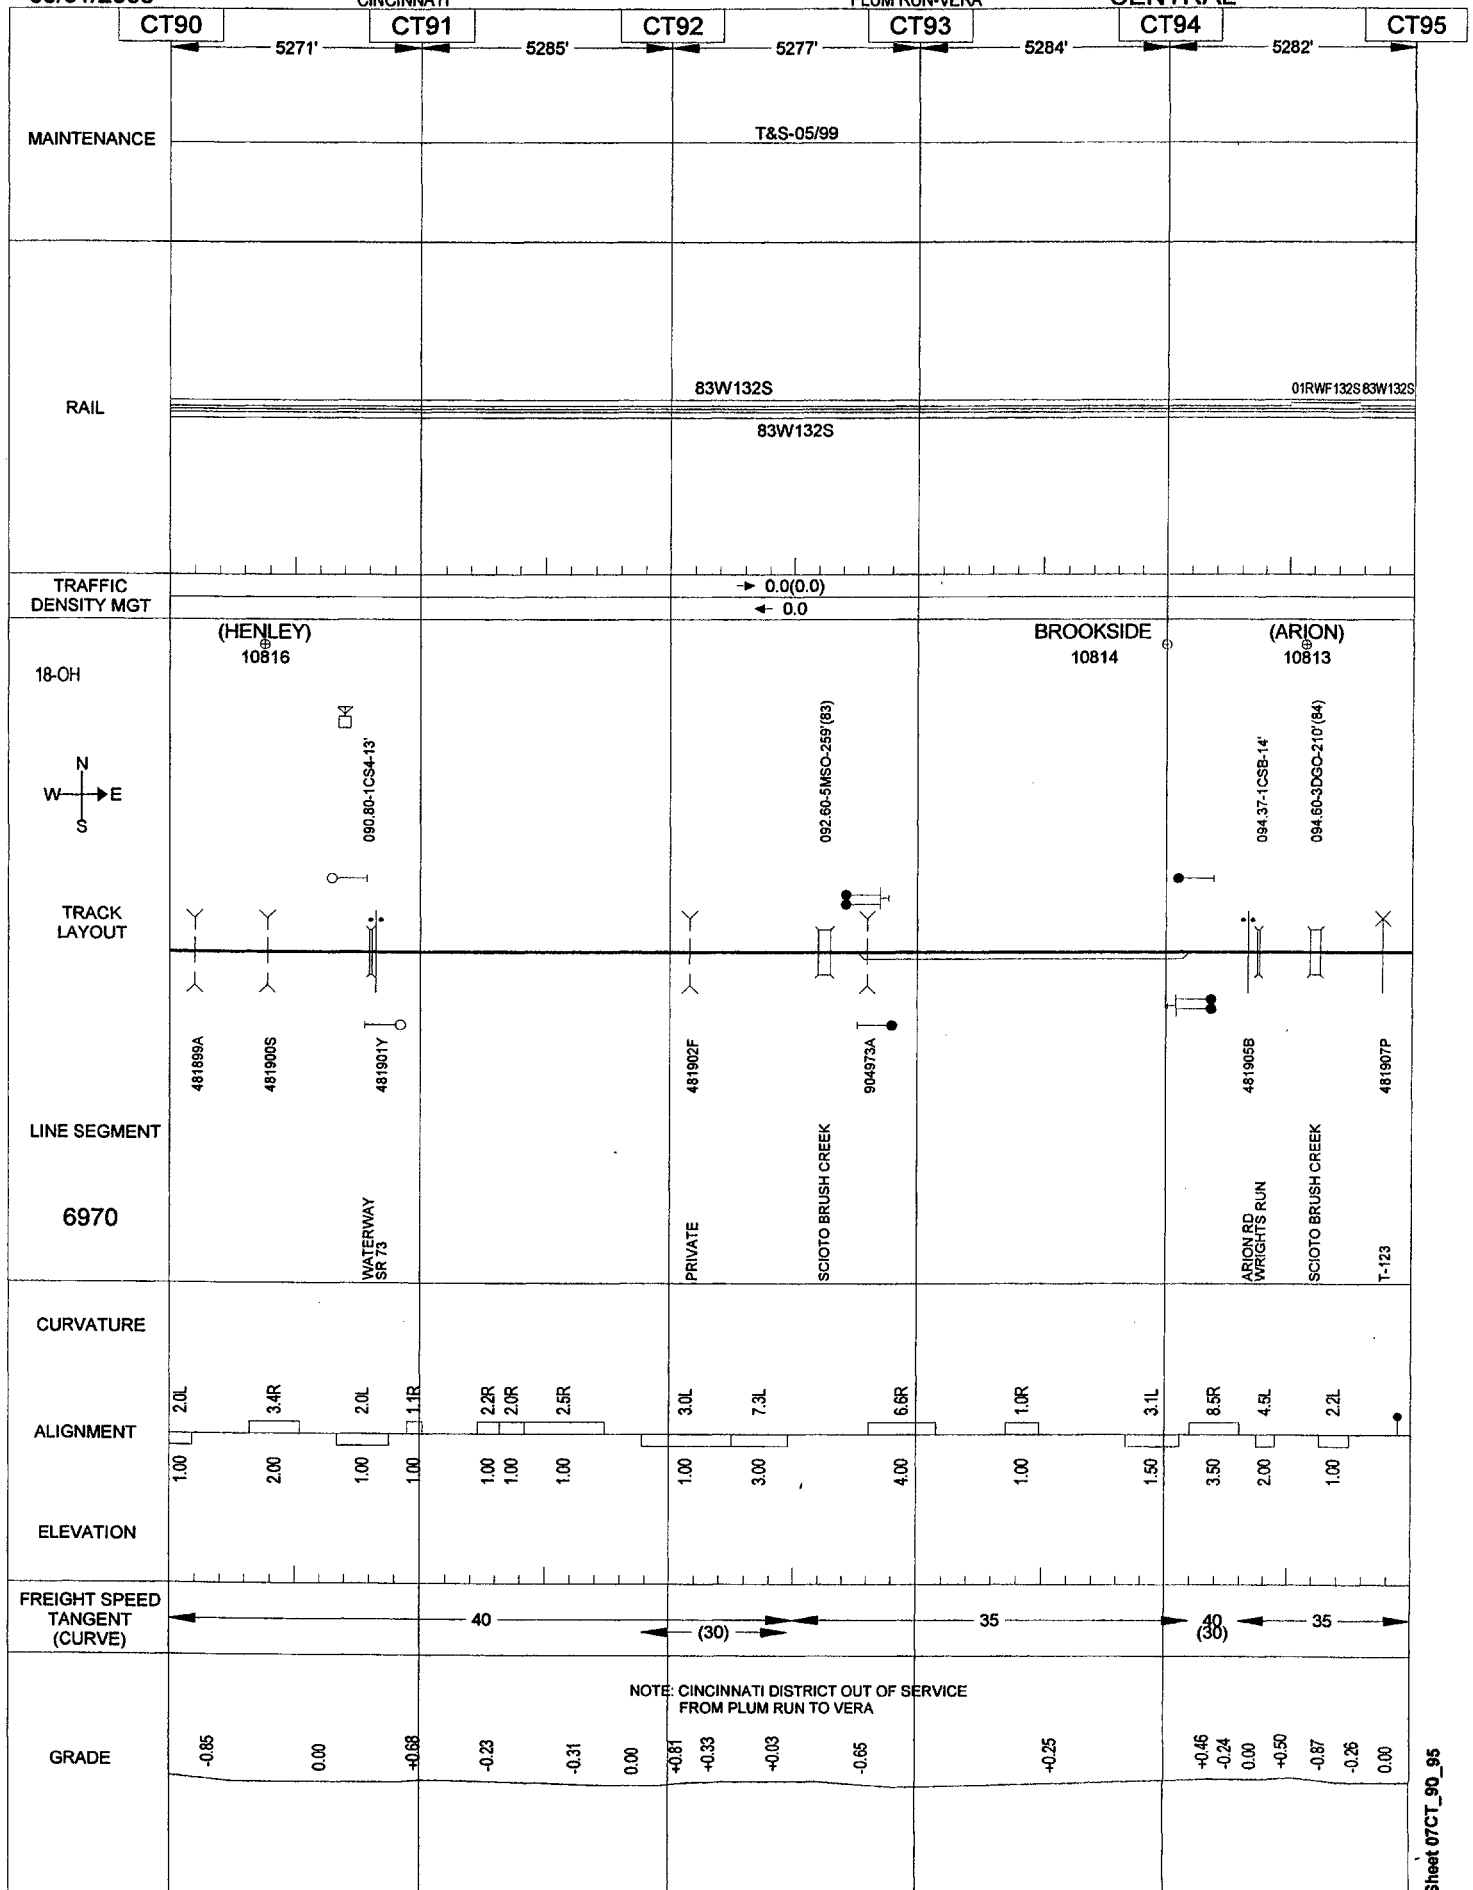 CINCINNATI
PLUM RUN-VERA
CENTRAL
CT90 CT91 CT92 CT93 CT94 CT95
5271' 5285' 5277' 5284' 5282'
MAINTENANCE
T&S-05/99
RAIL
83W132S
01RWF132S 83W132S
83W132S
TRAFFIC
DENSITY MGT
0.0(0.0)
0.0
(HENLEY)
10816
BROOKSIDE
10814
(ARION)
10813
18-OH
N
W E
S
090.80-1CS4-13'
092.60-5MSO-259'(83)
094.37-1CSB-14'
094.60-3DGO-210'(84)
TRACK
LAYOUT
481899A
481900S
481901Y
481902F
904973A
481905B
481907P
LINE SEGMENT
6970
WATERWAY
SR 73
PRIVATE
SCIOTO BRUSH CREEK
ARION RD
WRIGHTS RUN
SCIOTO BRUSH CREEK
T-123
CURVATURE
2.0L 3.4R 2.0L 1.1R 2.2R 2.0R 2.5R 3.0L 7.3L 6.6R 1.0R 3.1L 8.5R 4.5L 2.2L
ALIGNMENT
1.00 2.00 1.00 1.00 1.00 1.00 1.00 1.00 3.00 4.00 1.00 1.50 3.50 2.00 1.00
ELEVATION
FREIGHT SPEED
TANGENT
(CURVE)
40 35 40 35
(30) (30)
NOTE: CINCINNATI DISTRICT OUT OF SERVICE
FROM PLUM RUN TO VERA
GRADE
-0.85 0.00 +0.68 -0.23 -0.31 0.00 +0.81 +0.33 +0.03 -0.65 +0.25 +0.46 -0.24 0.00 +0.50 -0.87 -0.26 0.00
Sheet 07CT_90_95